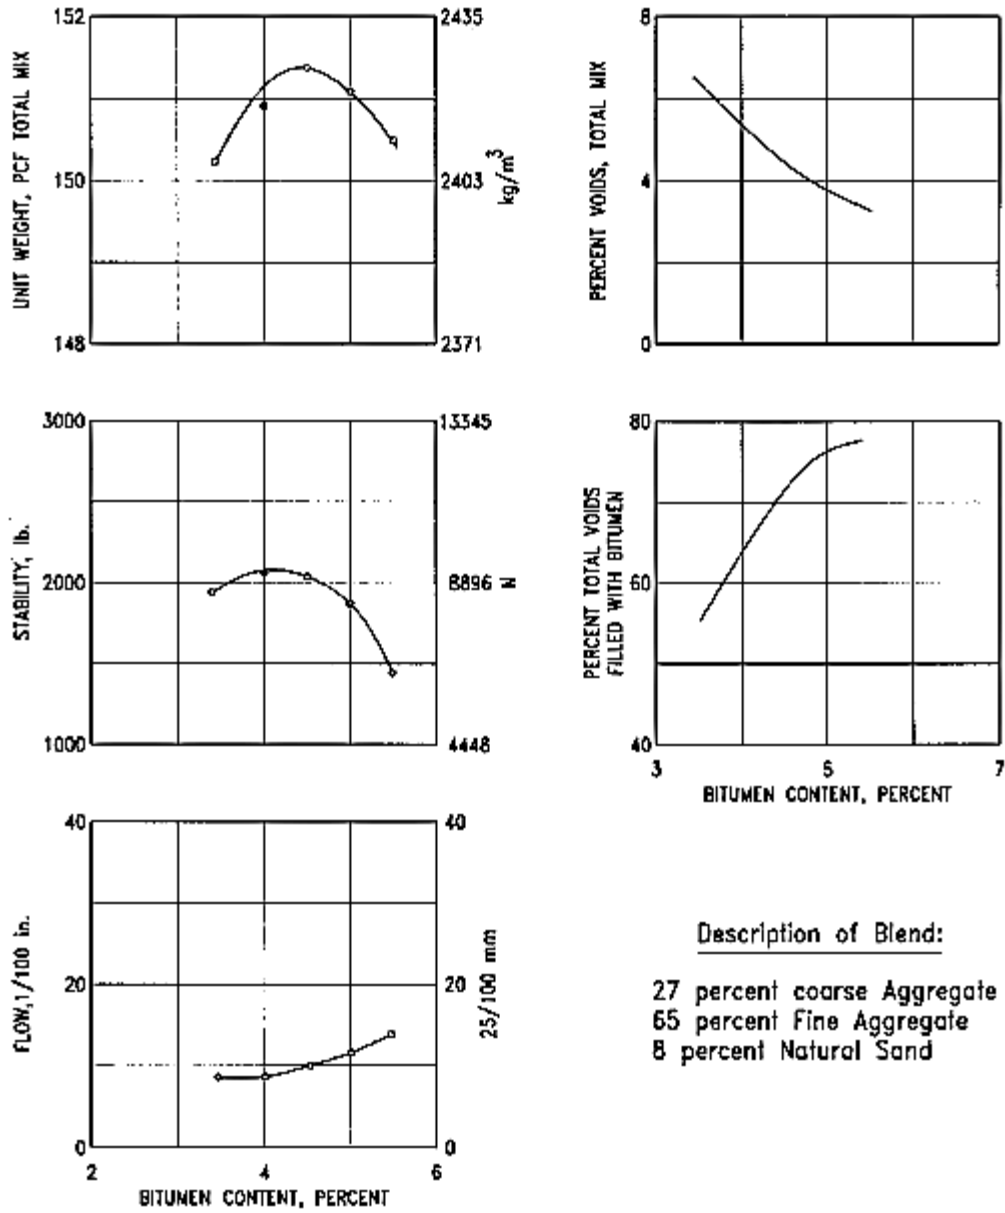 UNIT WEIGHT, PCF TOTAL MIX
152
150
148
2435
2403
2371
kg/m³
PERCENT VOIDS, TOTAL MIX
8
4
0
STABILITY, lb.
3000
2000
1000
13345
8896 N
4448
PERCENT TOTAL VOIDS
FILLED WITH BITUMEN
80
60
40
3 5 7
BITUMEN CONTENT, PERCENT
FLOW, 1/100 in.
40
20
0
40
20
0
25/100 mm
2 4 6
BITUMEN CONTENT, PERCENT
Description of Blend:
27 percent coarse Aggregate
65 percent Fine Aggregate
8 percent Natural Sand